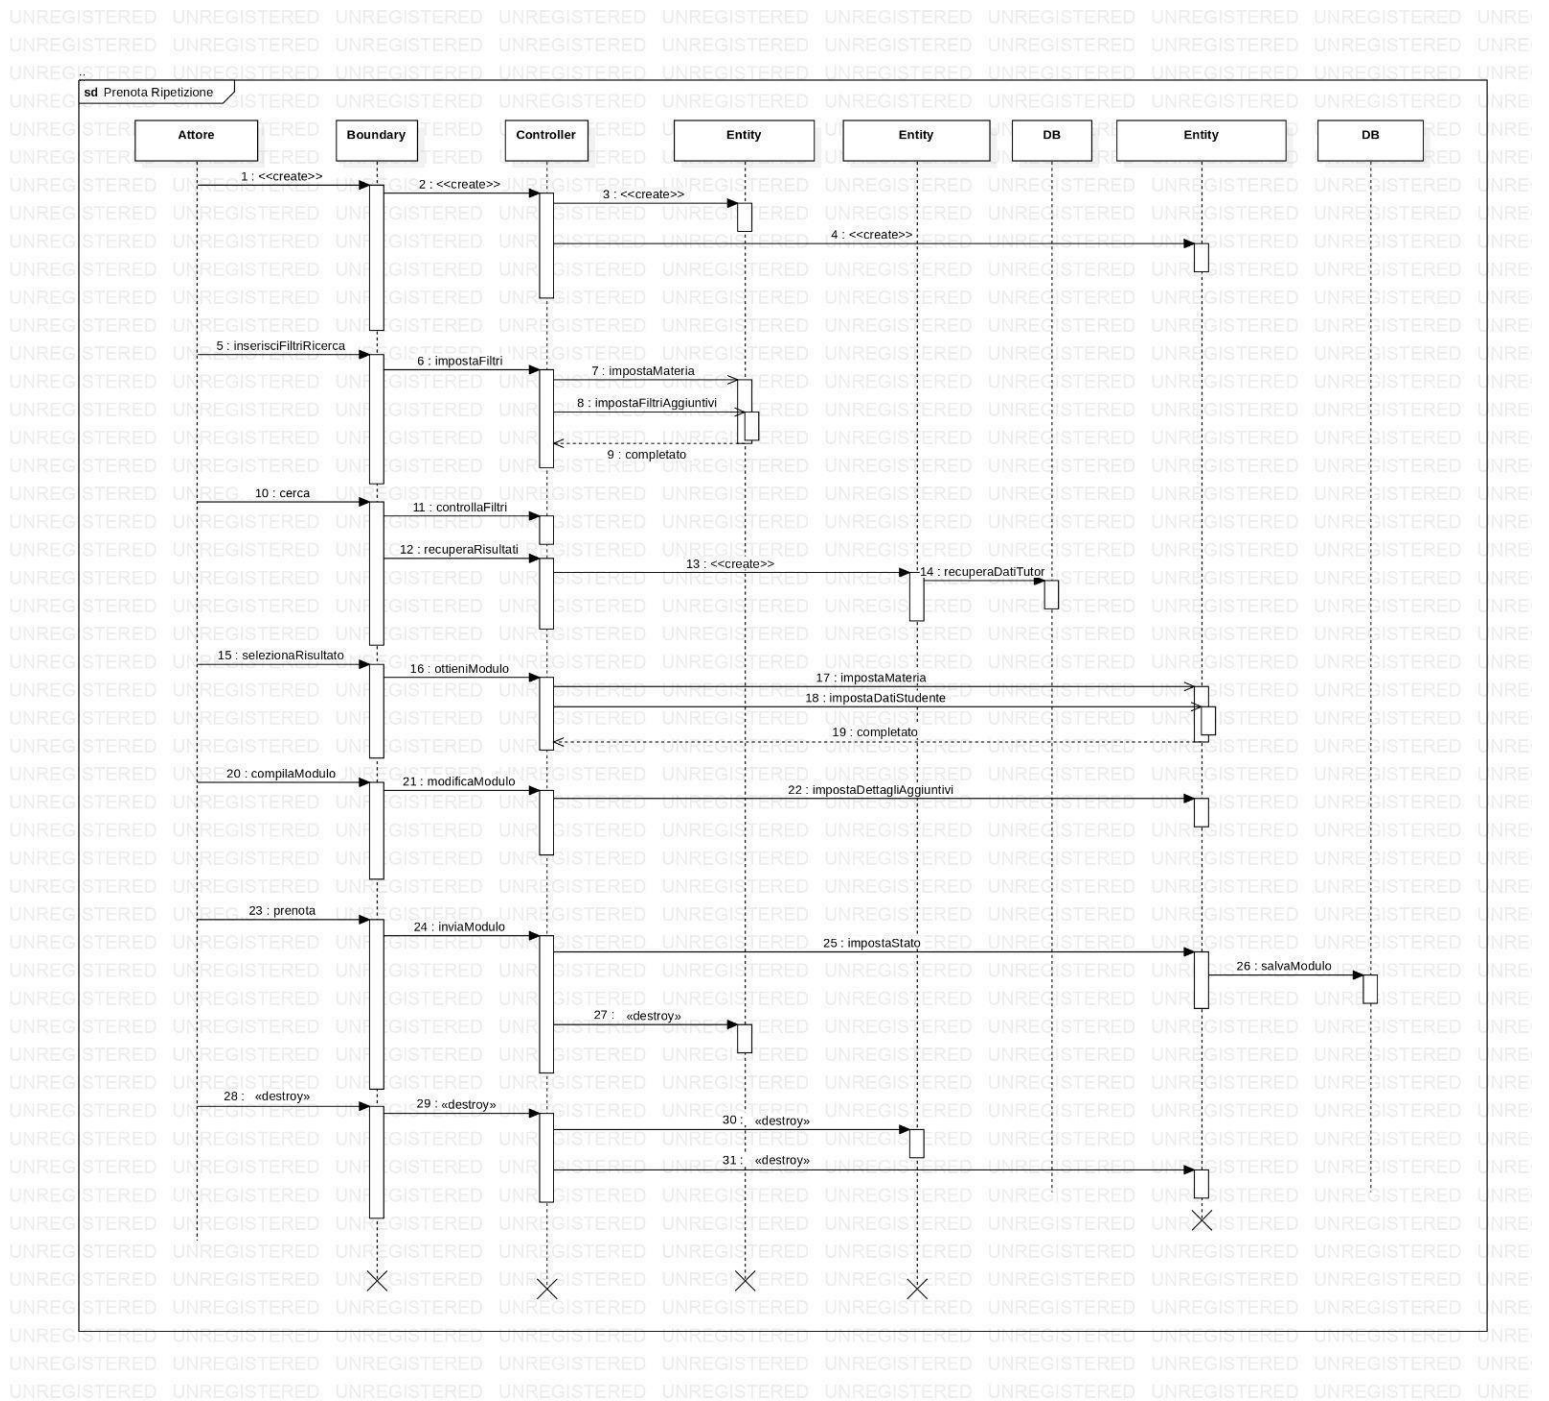 ..
sd Prenota Ripetizione
Attore
Boundary
Controller
Entity
Entity
DB
Entity
DB
1 : <<create>>
2 : <<create>>
3 : <<create>>
4 : <<create>>
5 : inserisciFiltriRicerca
6 : impostaFiltri
7 : impostaMateria
8 : impostaFiltriAggiuntivi
9 : completato
10 : cerca
11 : controllaFiltri
12 : recuperaRisultati
13 : <<create>>
14 : recuperaDatiTutor
15 : selezionaRisultato
16 : ottieniModulo
17 : impostaMateria
18 : impostaDatiStudente
19 : completato
20 : compilaModulo
21 : modificaModulo
22 : impostaDettagliAggiuntivi
23 : prenota
24 : inviaModulo
25 : impostaStato
26 : salvaModulo
27 : «destroy»
28 : «destroy»
29 : «destroy»
30 : «destroy»
31 : «destroy»
UNREGISTERED